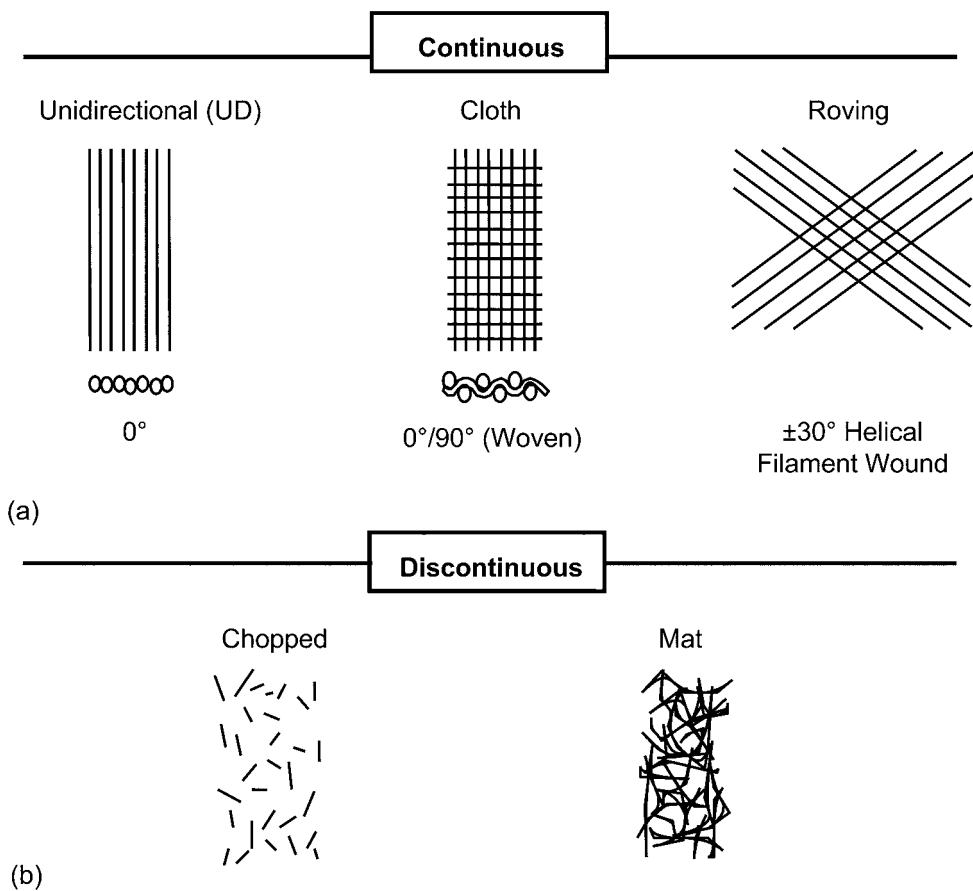 Continuous
Unidirectional (UD)
Cloth
Roving
0°
0°/90° (Woven)
±30° Helical
Filament Wound
(a)
Discontinuous
Chopped
Mat
(b)